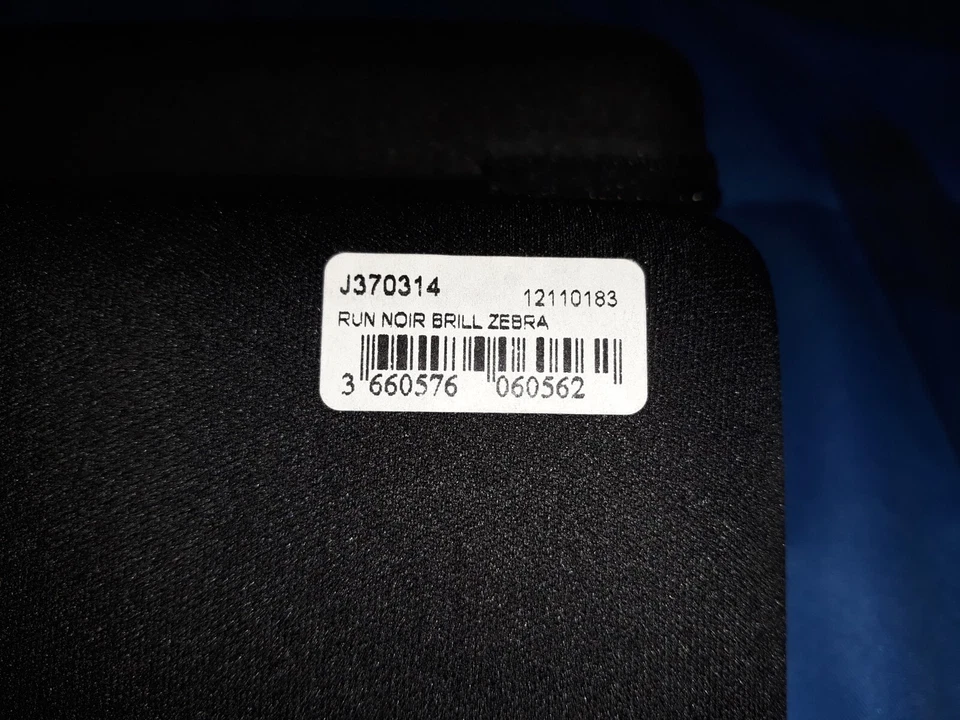 J370314
12110183
RUN NOIR BRILL ZEBRA
3 660576 060562